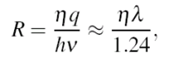 R = ηq/hν ≈ ηλ/1.24,